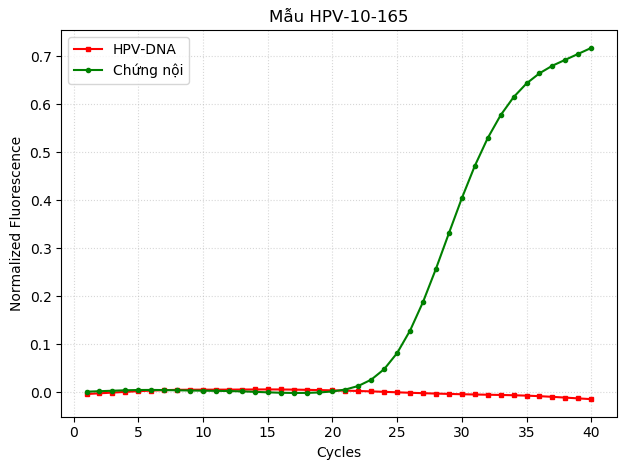 Mẫu HPV-10-165
HPV-DNA
Chứng nội
Normalized Fluorescence
0.7
0.6
0.5
0.4
0.3
0.2
0.1
0.0
0 5 10 15 20 25 30 35 40
Cycles